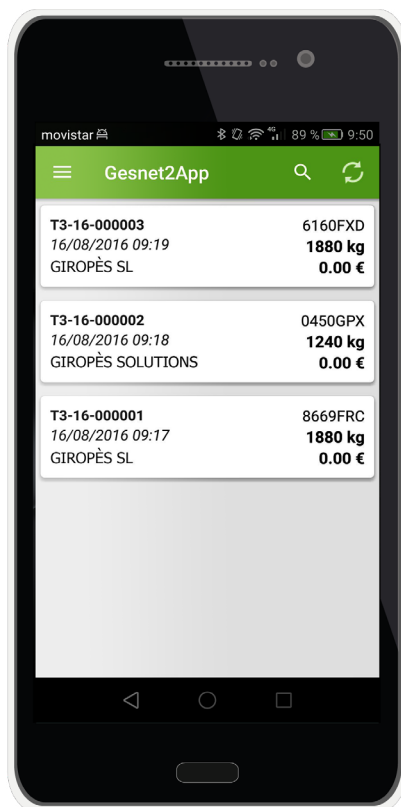 movistar 4G 89 % 9:50
Gesnet2App
T3-16-000003 6160FXD
16/08/2016 09:19 1880 kg
GIROPÈS SL 0.00 €
T3-16-000002 0450GPX
16/08/2016 09:18 1240 kg
GIROPÈS SOLUTIONS 0.00 €
T3-16-000001 8669FRC
16/08/2016 09:17 1880 kg
GIROPÈS SL 0.00 €